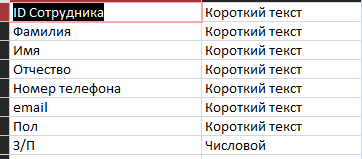 ID Сотрудника Короткий текст
Фамилия Короткий текст
Имя Короткий текст
Отчество Короткий текст
Номер телефона Короткий текст
email Короткий текст
Пол Короткий текст
З/П Числовой